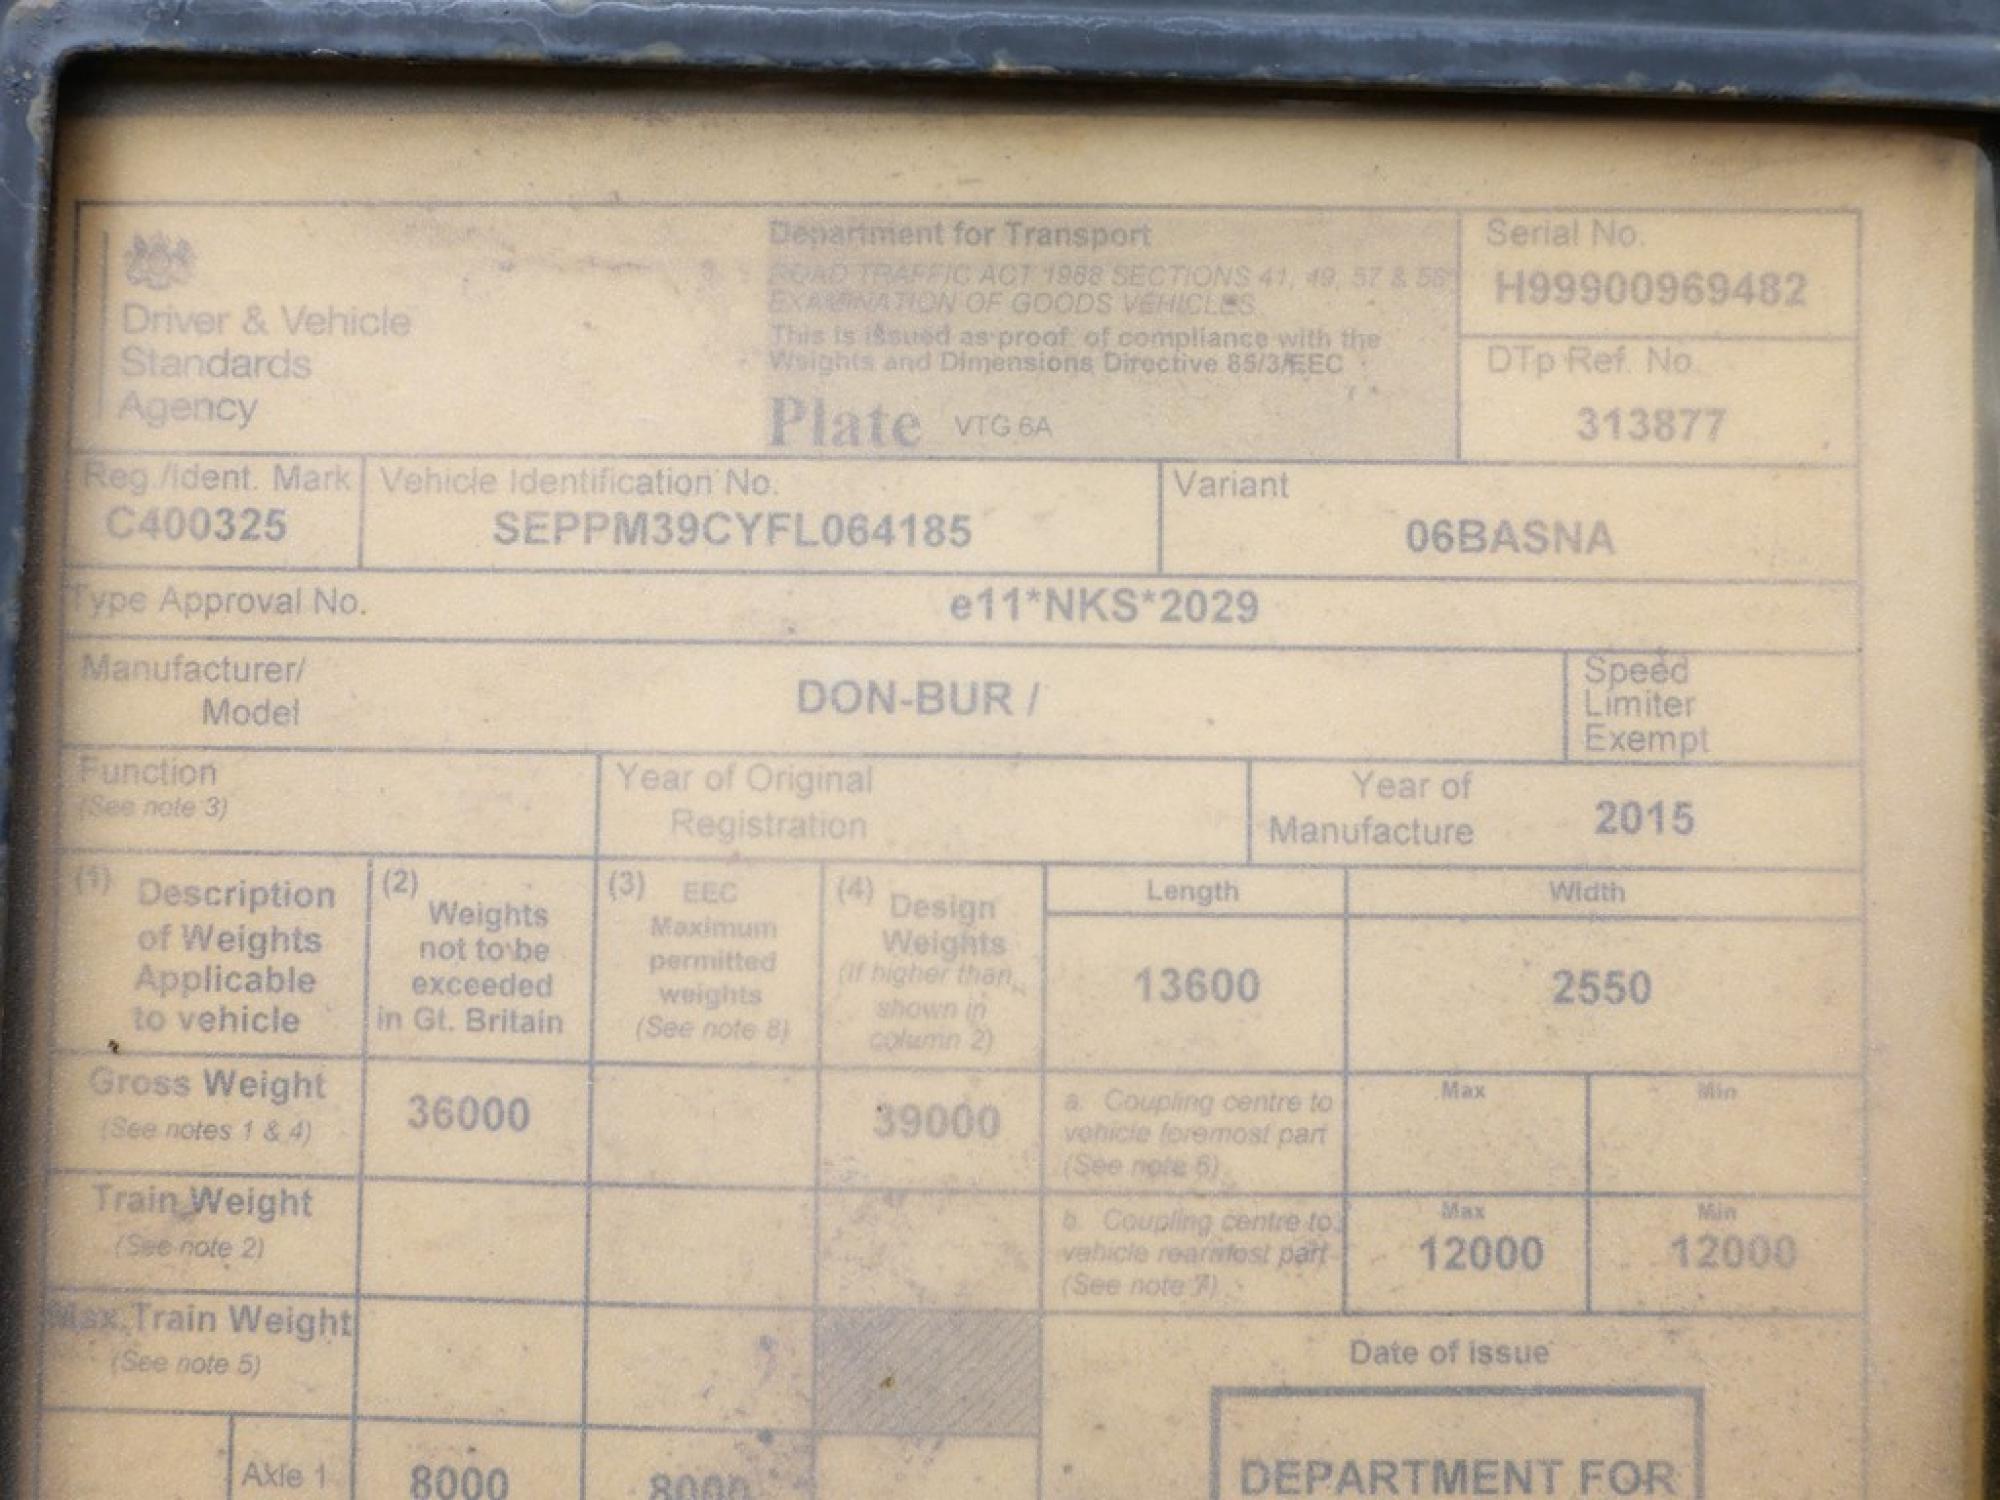 Driver & Vehicle
Standards
Agency
Department for Transport
ROAD TRAFFIC ACT 1988 SECTIONS 41, 49, 57 & 58
EXAMINATION OF GOODS VEHICLES
This is issued as proof of compliance with the
Weights and Dimensions Directive 85/3/EEC
Plate VTG 6A
Serial No.
H99900969482
DTp Ref. No.
313877
Reg./Ident. Mark
C400325
Vehicle Identification No.
SEPPM39CYFL064185
Variant
06BASNA
Type Approval No. e11*NKS*2029
Manufacturer/
Model
DON-BUR /
Speed
Limiter
Exempt
Function
(See note 3)
Year of Original
Registration
Year of
Manufacture
2015
(1) Description
of Weights
Applicable
to vehicle
(2) Weights
not to be
exceeded
in Gt. Britain
(3) EEC
Maximum
permitted
weights
(See note 8)
(4) Design
Weights
(If higher than
shown in
column 2)
Length
13600
Width
2550
Gross Weight
(See notes 1 & 4)
36000
39000
a. Coupling centre to
vehicle foremost part
(See note 6)
Max
Min
Train Weight
(See note 2)
b. Coupling centre to
vehicle rearmost part
(See note 7)
Max
12000
Min
12000
Max.Train Weight
(See note 5)
Date of issue
DEPARTMENT FOR
Axle 1
8000
8000